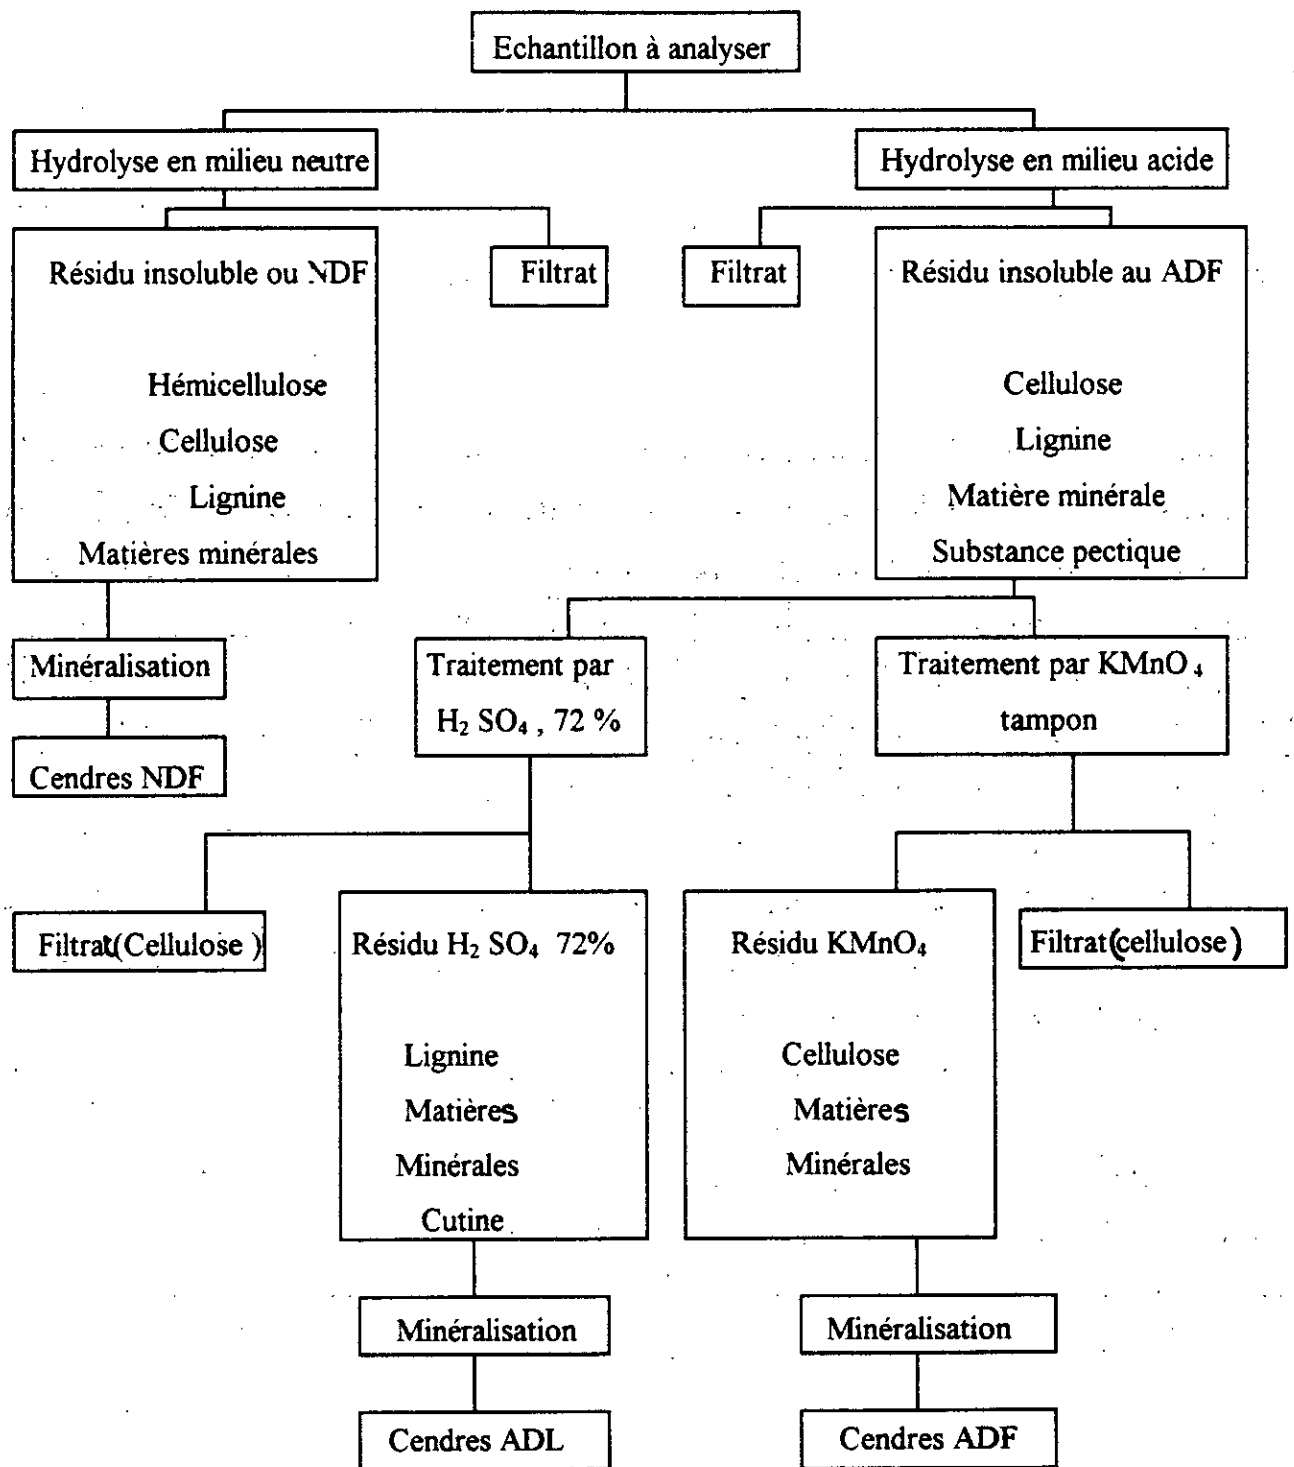 Echantillon à analyser
Hydrolyse en milieu neutre
Hydrolyse en milieu acide
Résidu insoluble ou NDF
Hémicellulose
Cellulose
Lignine
Matières minérales
Filtrat
Filtrat
Résidu insoluble au ADF
Cellulose
Lignine
Matière minérale
Substance pectique
Minéralisation
Cendres NDF
Traitement par
H₂ SO₄ , 72 %
Traitement par KMnO₄
tampon
Filtrat(Cellulose )
Résidu H₂ SO₄ 72%
Lignine
Matières
Minérales
Cutine
Résidu KMnO₄
Cellulose
Matières
Minérales
Filtrat(cellulose)
Minéralisation
Cendres ADL
Minéralisation
Cendres ADF